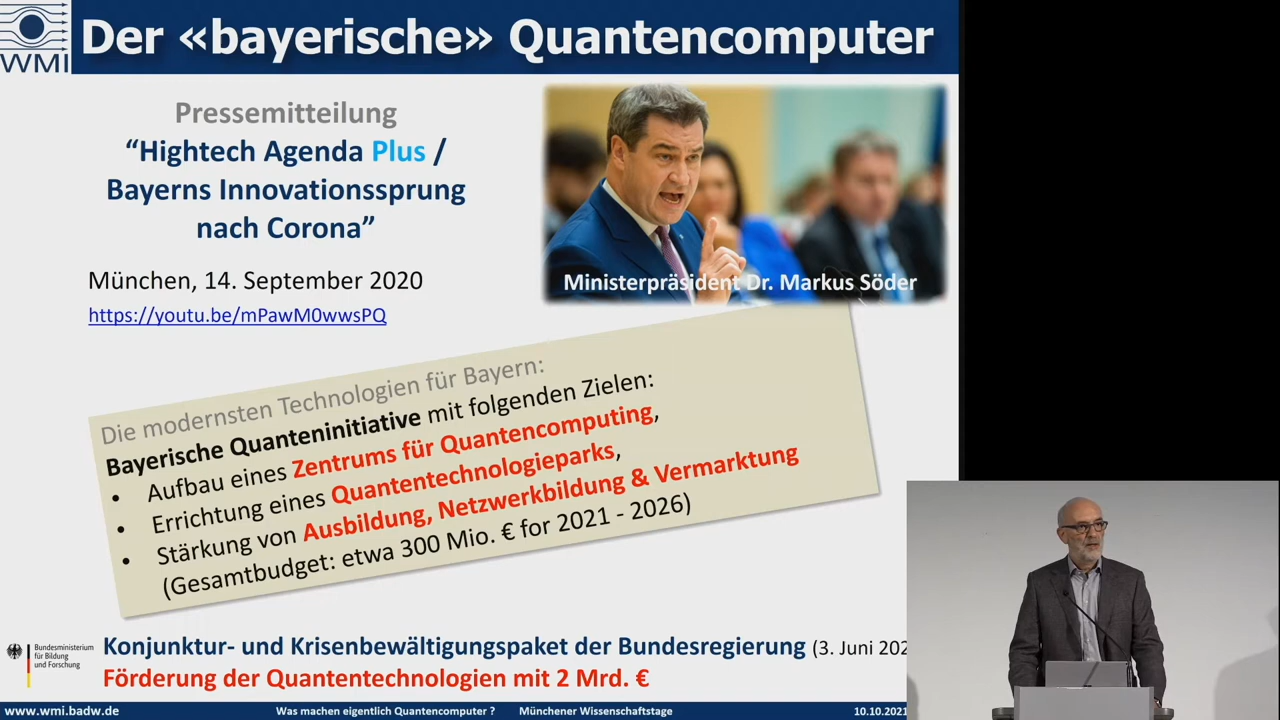 WMI
Der «bayerische» Quantencomputer
Pressemitteilung
“Hightech Agenda Plus /
Bayerns Innovationssprung
nach Corona”
München, 14. September 2020
https://youtu.be/mPawM0wwsPQ
Ministerpräsident Dr. Markus Söder
Die modernsten Technologien für Bayern:
Bayerische Quanteninitiative mit folgenden Zielen:
• Aufbau eines Zentrums für Quantencomputing,
• Errichtung eines Quantentechnologieparks,
• Stärkung von Ausbildung, Netzwerkbildung & Vermarktung
(Gesamtbudget: etwa 300 Mio. € for 2021 - 2026)
Bundesministerium
für Bildung
und Forschung
Konjunktur- und Krisenbewältigungspaket der Bundesregierung (3. Juni 202
Förderung der Quantentechnologien mit 2 Mrd. €
www.wmi.badw.de
Was machen eigentlich Quantencomputer ? Münchener Wissenschaftstage
10.10.2021